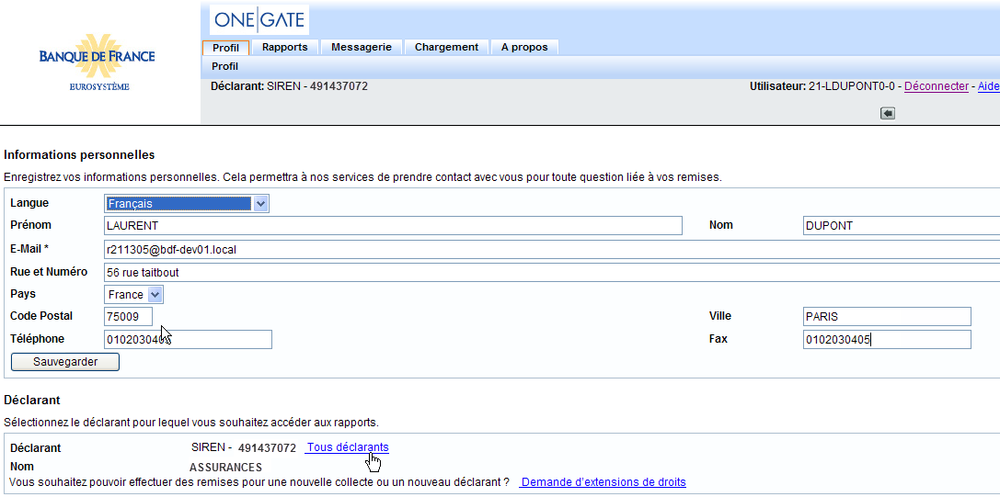 ONE GATE
BANQUE DE FRANCE
EUROSYSTÈME
Profil Rapports Messagerie Chargement A propos
Profil
Déclarant: SIREN - 491437072 Utilisateur: 21-LDUPONT0-0 - Déconnecter - Aide
Informations personnelles
Enregistrez vos informations personnelles. Cela permettra à nos services de prendre contact avec vous pour toute question liée à vos remises.
Langue Français
Prénom LAURENT Nom DUPONT
E-Mail * r211305@bdf-dev01.local
Rue et Numéro 56 rue taitbout
Pays France
Code Postal 75009 Ville PARIS
Téléphone 0102030405 Fax 0102030405
Sauvegarder
Déclarant
Sélectionnez le déclarant pour lequel vous souhaitez accéder aux rapports.
Déclarant SIREN - 491437072 Tous déclarants
Nom ASSURANCES
Vous souhaitez pouvoir effectuer des remises pour une nouvelle collecte ou un nouveau déclarant ? Demande d'extensions de droits